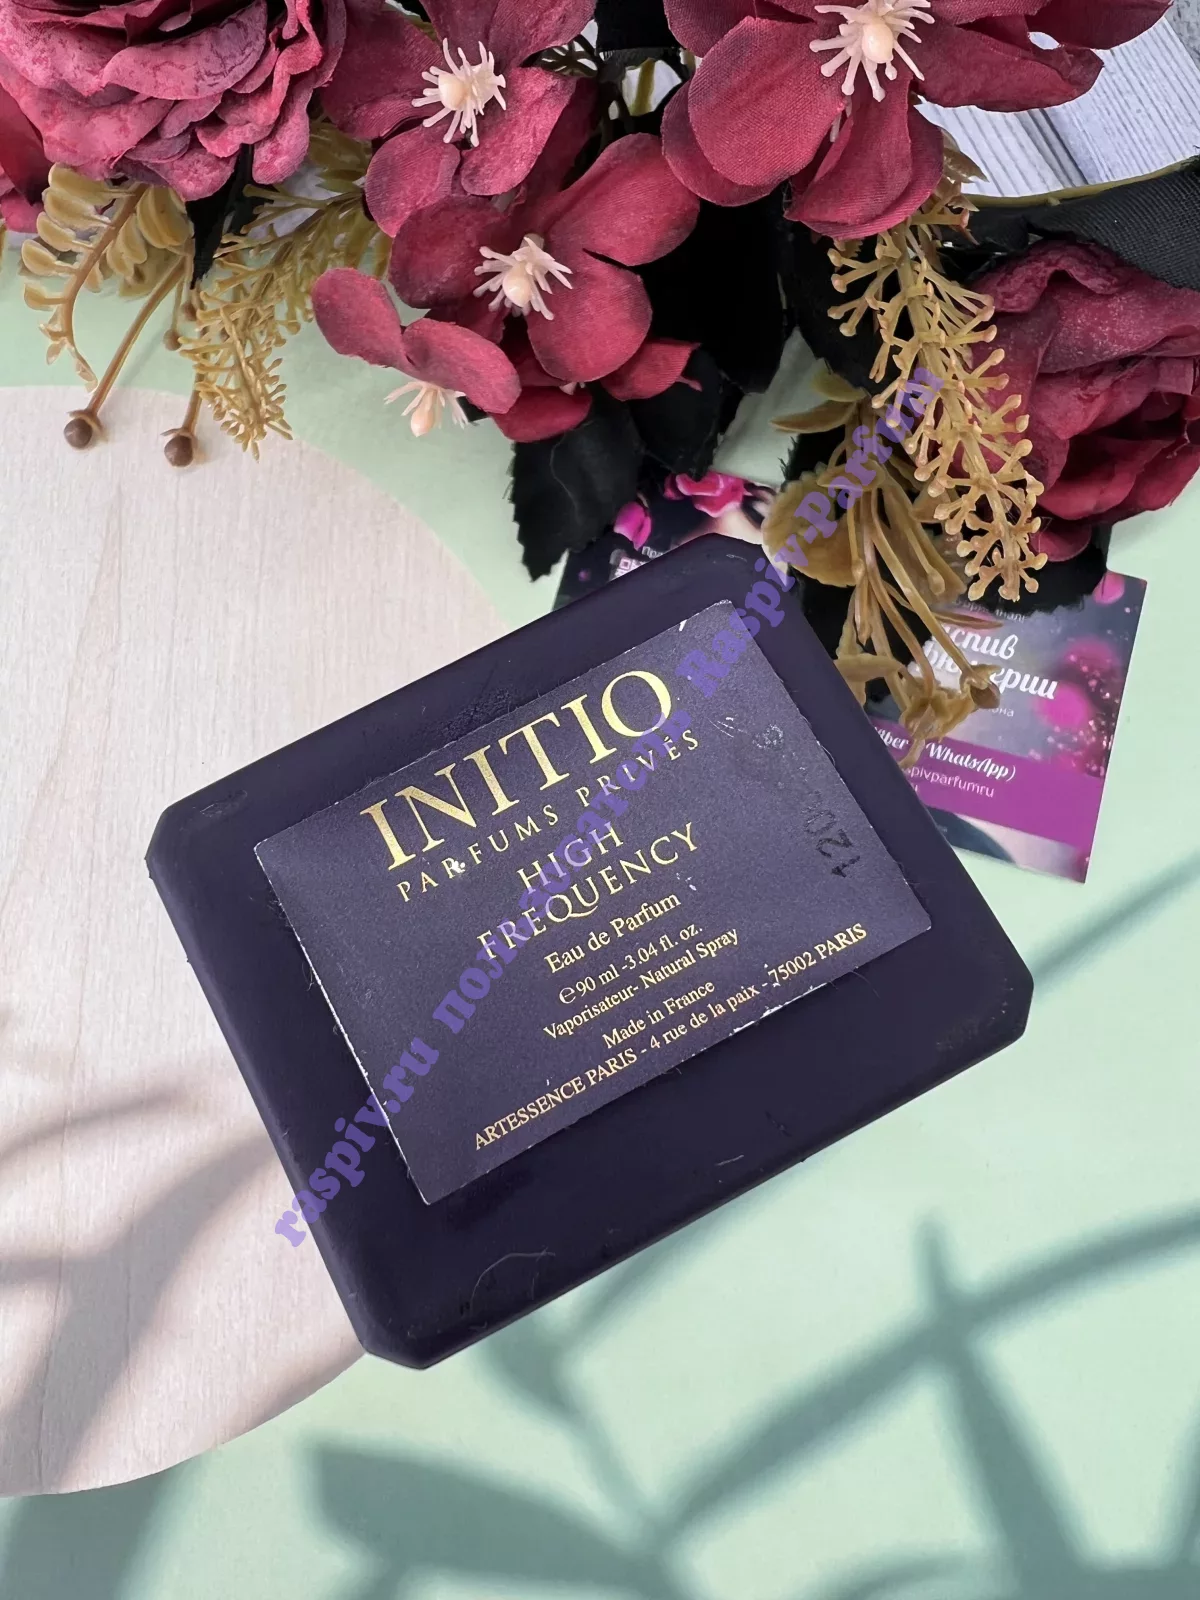 INITIO
PARFUMS PRIVÉS
HIGH
FREQUENCY
Eau de Parfum
℮90 ml -3.04 fl. oz.
Vaporisateur- Natural Spray
Made in France
ARTESSENCE PARIS - 4 rue de la paix - 75002 PARIS
WhatsApp)
pivparfumru
raspiv.ru Raspiv-Parfum